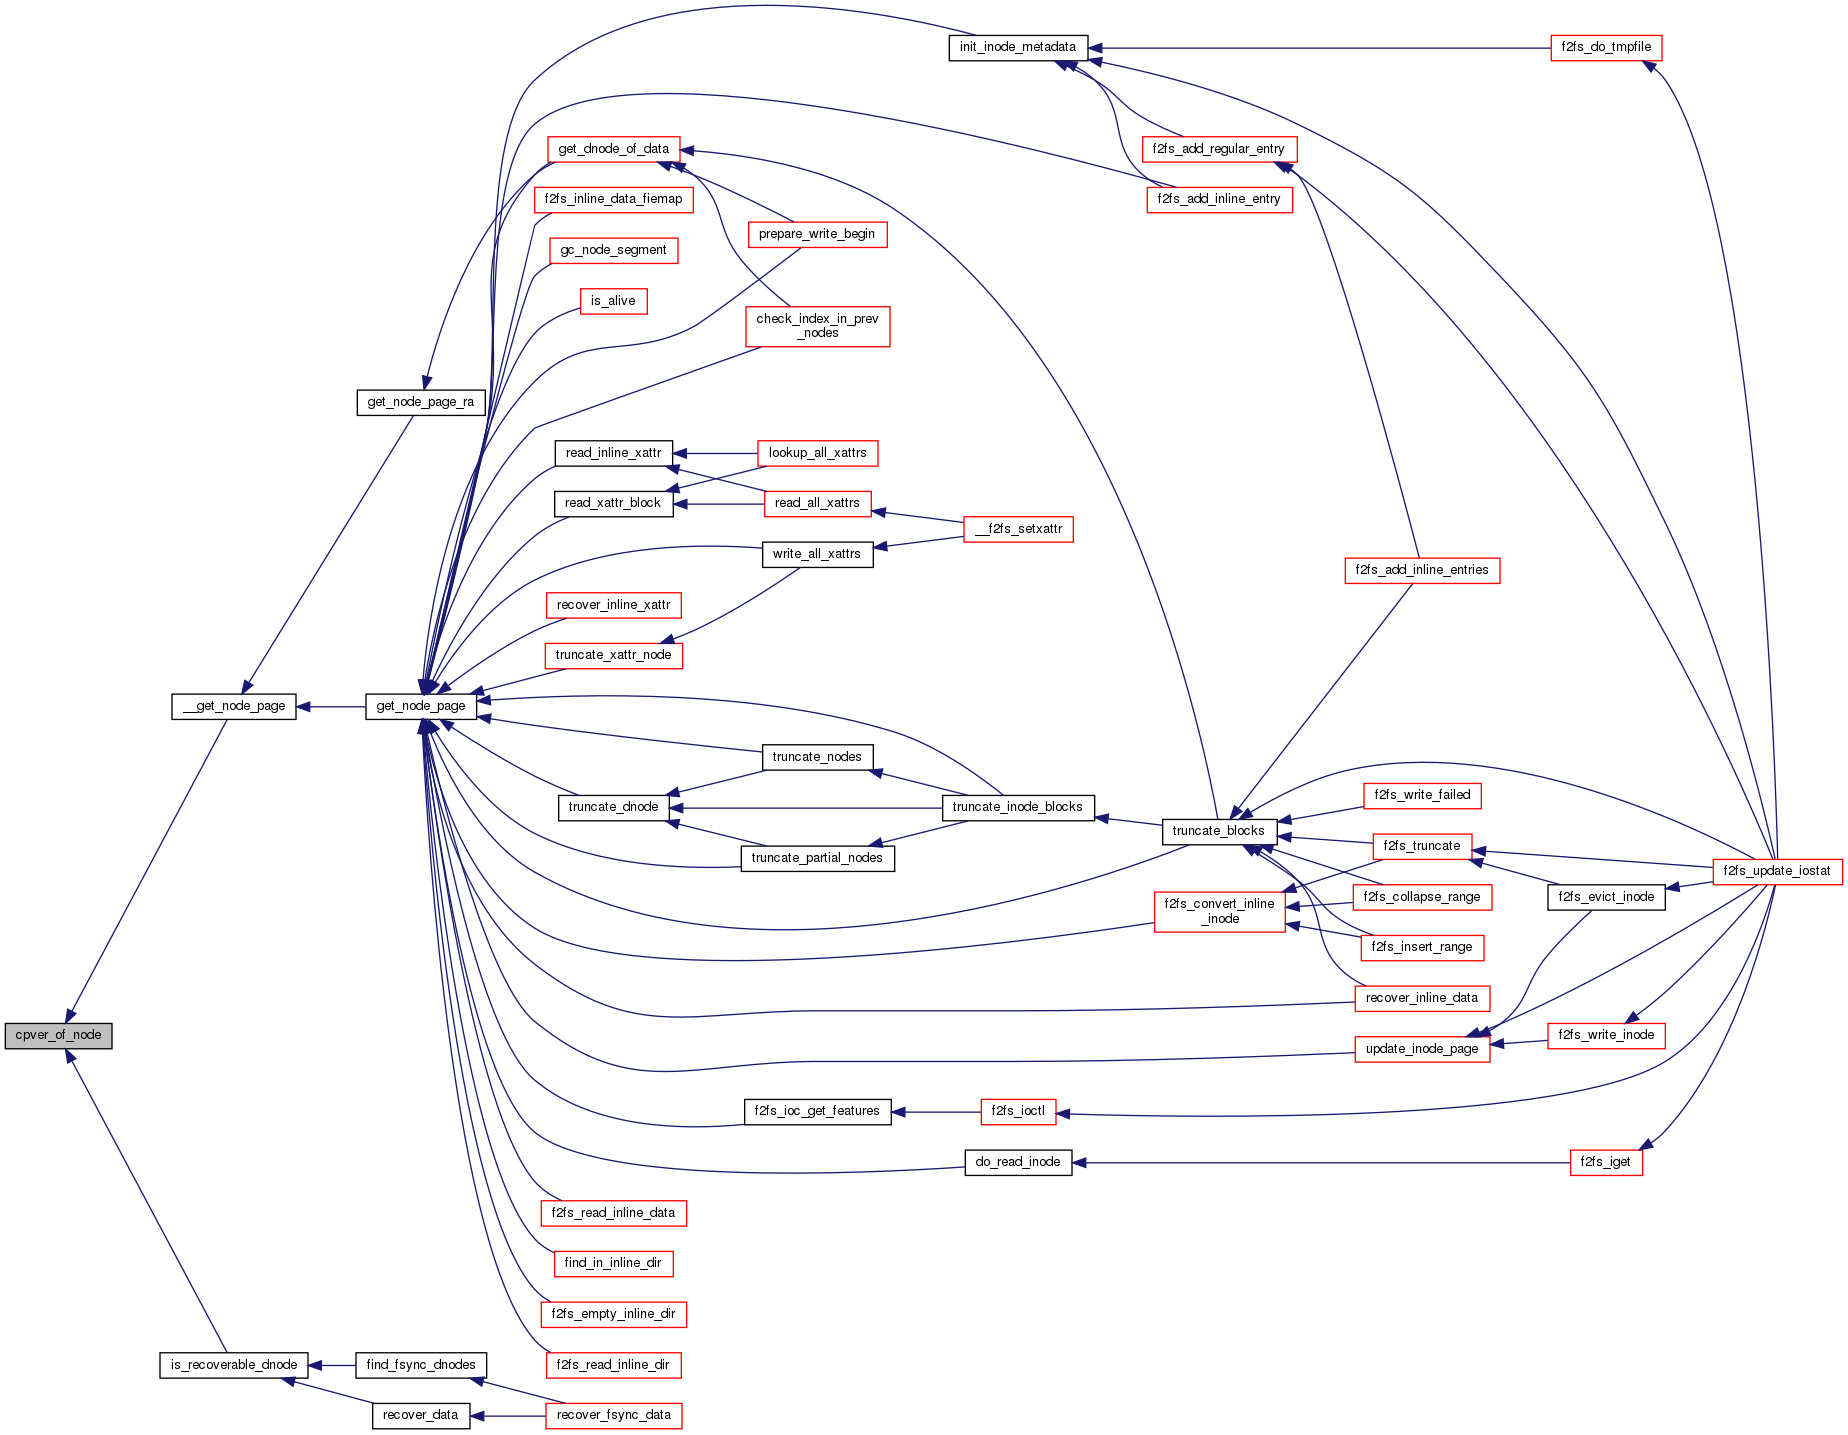 init_inode_metadata
f2fs_do_tmpfile
get_dnode_of_data
f2fs_add_regular_entry
f2fs_inline_data_fiemap
f2fs_add_inline_entry
prepare_write_begin
gc_node_segment
is_alive
check_index_in_prev
_nodes
get_node_page_ra
read_inline_xattr
lookup_all_xattrs
read_xattr_block
read_all_xattrs
__f2fs_setxattr
write_all_xattrs
f2fs_add_inline_entries
recover_inline_xattr
truncate_xattr_node
__get_node_page
get_node_page
truncate_nodes
truncate_dnode
truncate_inode_blocks
f2fs_write_failed
truncate_blocks
f2fs_truncate
truncate_partial_nodes
f2fs_update_iostat
f2fs_convert_inline
_inode
f2fs_collapse_range
f2fs_evict_inode
f2fs_insert_range
recover_inline_data
cpver_of_node
f2fs_write_inode
update_inode_page
f2fs_ioc_get_features
f2fs_ioctl
do_read_inode
f2fs_iget
f2fs_read_inline_data
find_in_inline_dir
f2fs_empty_inline_dir
is_recoverable_dnode
find_fsync_dnodes
f2fs_read_inline_dir
recover_data
recover_fsync_data